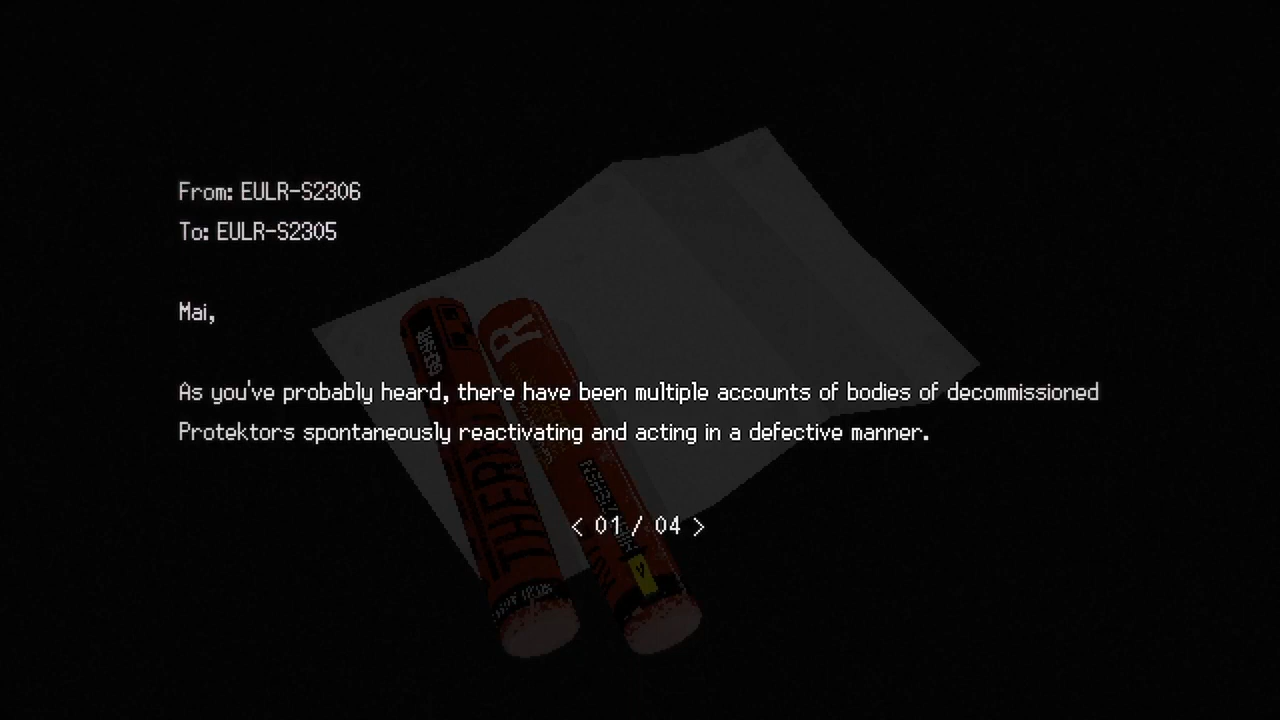 From: EULR-S2306
To: EULR-S2305
Mai,
As you've probably heard, there have been multiple accounts of bodies of decommissioned
Protektors spontaneously reactivating and acting in a defective manner.
< 01 / 04 >
R